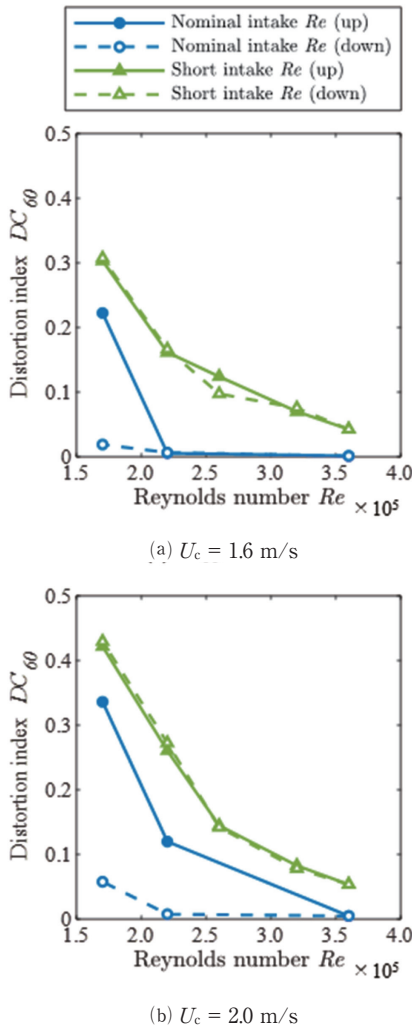 Nominal intake Re (up)
Nominal intake Re (down)
Short intake Re (up)
Short intake Re (down)
0.5
0.4
0.3
0.2
0.1
0
Distortion index DC60
1.5 2.0 2.5 3.0 3.5 4.0
Reynolds number Re × 10⁵
(a) Uc = 1.6 m/s
0.5
0.4
0.3
0.2
0.1
0
Distortion index DC60
1.5 2.0 2.5 3.0 3.5 4.0
Reynolds number Re × 10⁵
(b) Uc = 2.0 m/s